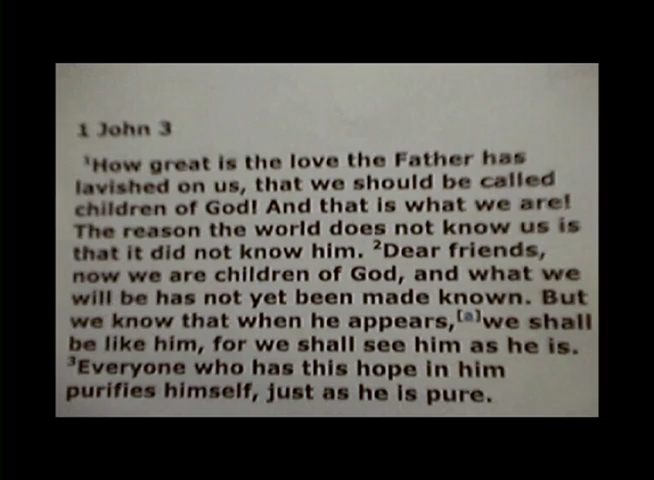 1 John 3
¹How great is the love the Father has
lavished on us, that we should be called
children of God! And that is what we are!
The reason the world does not know us is
that it did not know him. ²Dear friends,
now we are children of God, and what we
will be has not yet been made known. But
we know that when he appears,[a]we shall
be like him, for we shall see him as he is.
³Everyone who has this hope in him
purifies himself, just as he is pure.